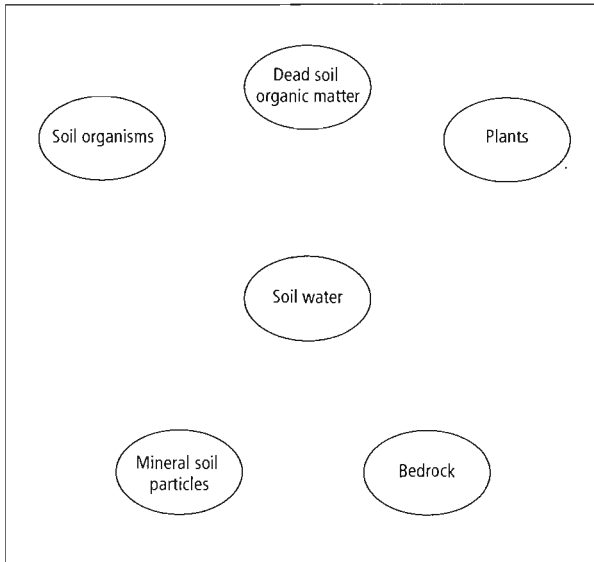 Dead soil
organic matter
Soil organisms
Plants
Soil water
Mineral soil
particles
Bedrock